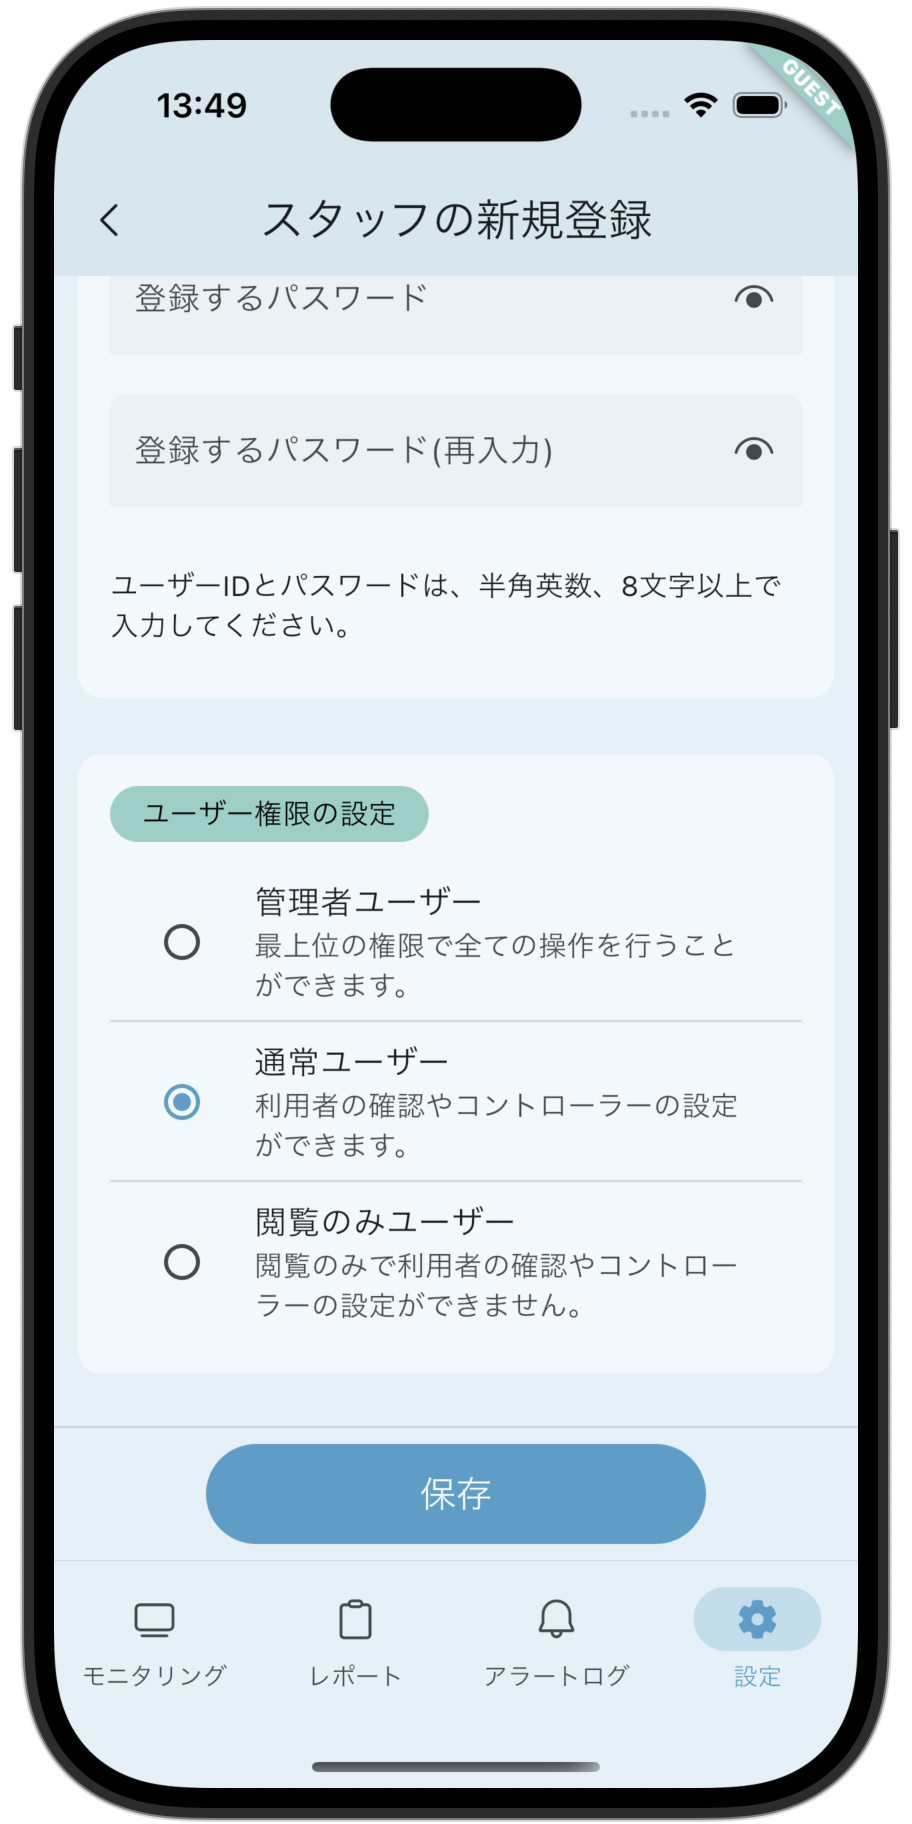 13:49
GUEST
スタッフの新規登録
登録するパスワード
登録するパスワード(再入力)
ユーザーIDとパスワードは、半角英数、8文字以上で
入力してください。
ユーザー権限の設定
管理者ユーザー
最上位の権限で全ての操作を行うこと
ができます。
通常ユーザー
利用者の確認やコントローラーの設定
ができます。
閲覧のみユーザー
閲覧のみで利用者の確認やコントロー
ラーの設定ができません。
保存
モニタリング
レポート
アラートログ
設定